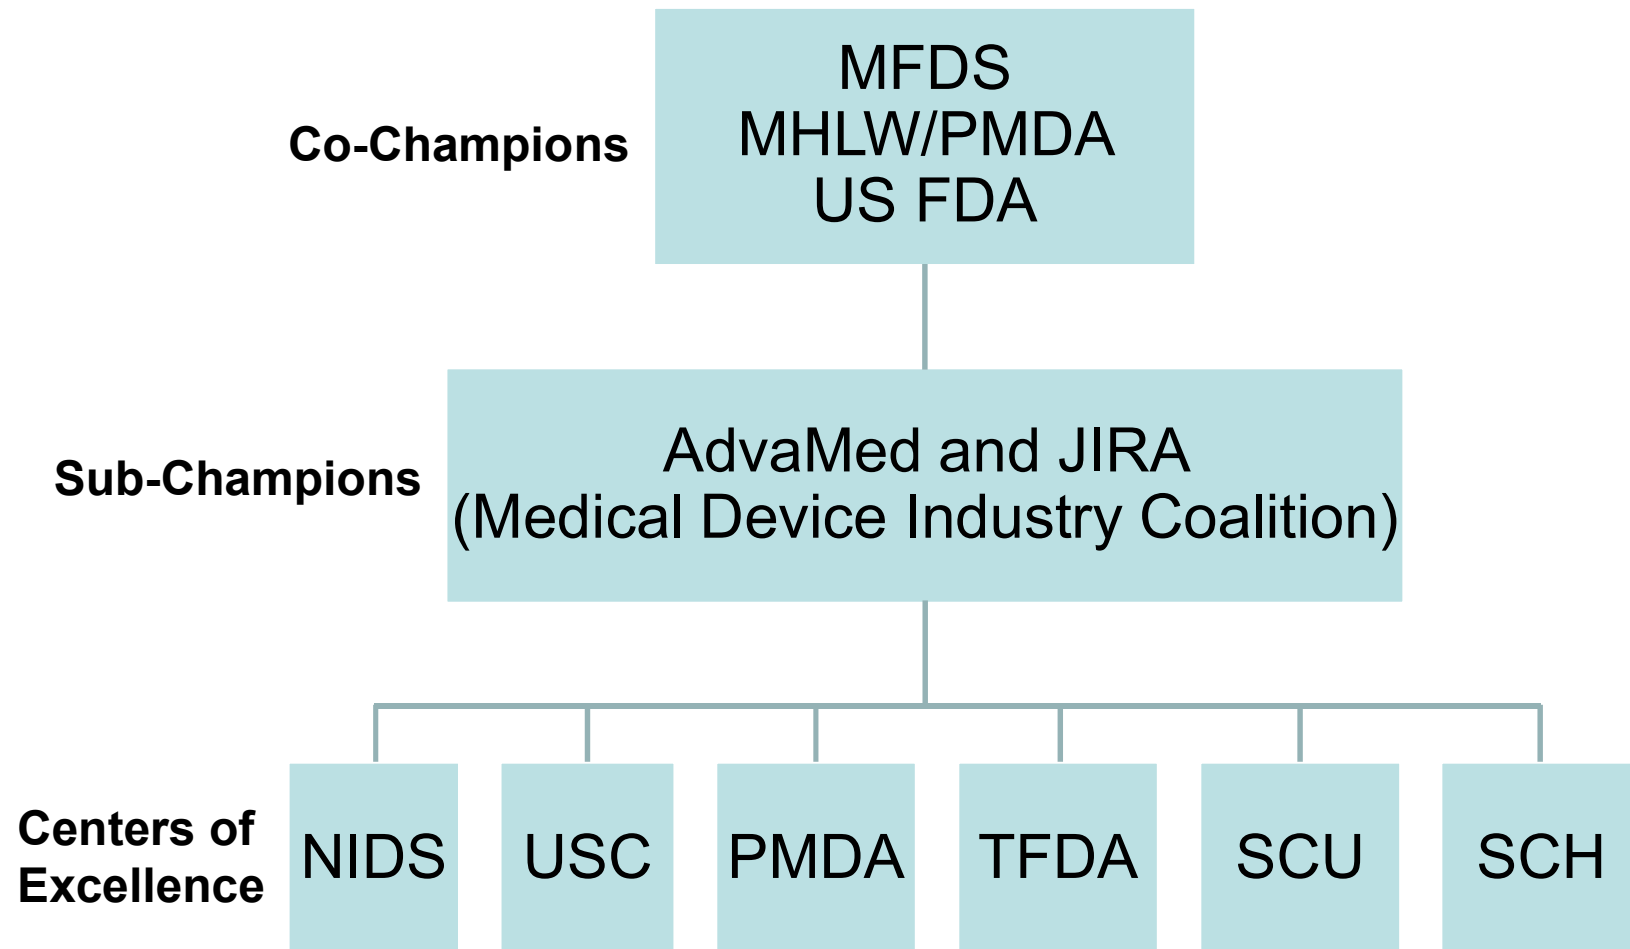 Co-Champions
MFDS
MHLW/PMDA
US FDA
Sub-Champions
AdvaMed and JIRA
(Medical Device Industry Coalition)
Centers of
Excellence
NIDS
USC
PMDA
TFDA
SCU
SCH